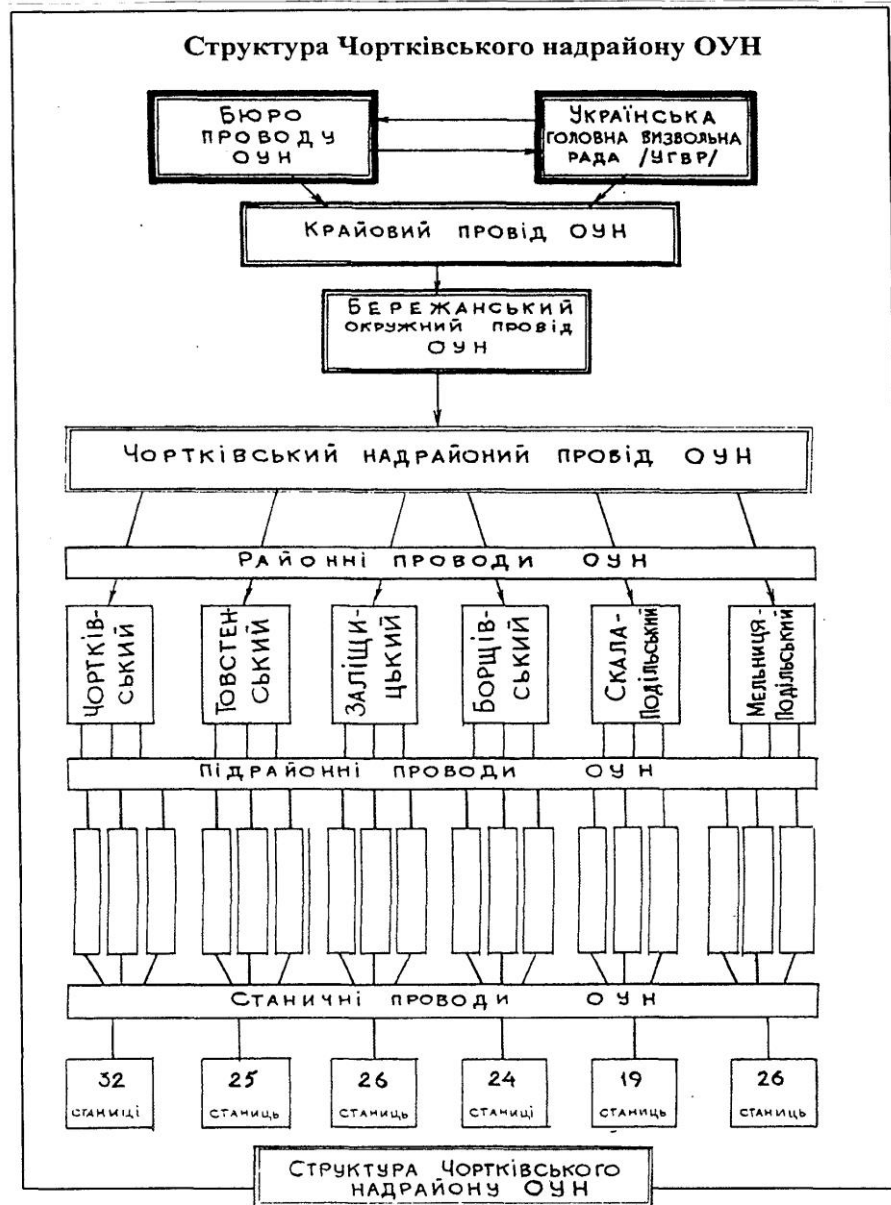 Структура Чортківського надрайону ОУН
БЮРО
ПРОВОДУ
ОУН
УКРАЇНСЬКА
ГОЛОВНА ВИЗВОЛЬНА
РАДА /УГВР/
КРАЙОВИЙ ПРОВІД ОУН
БЕРЕЖАНСЬКИЙ
ОКРУЖНИЙ ПРОВІД
ОУН
ЧОРТКІВСЬКИЙ НАДРАЙОНИЙ ПРОВІД ОУН
РАЙОННІ ПРОВОДИ ОУН
ЧОРТКІВ-
СЬКИЙ
ТОВСТЕН-
СЬКИЙ
ЗАЛІЩИ-
ЦЬКИЙ
БОРЩІВ-
СЬКИЙ
СКАЛА-
ПОДІЛЬСЬКИЙ
МЕЛЬНИЦЯ-
ПОДІЛЬСЬКИЙ
ПІДРАЙОННІ ПРОВОДИ ОУН
СТАНИЧНІ ПРОВОДИ ОУН
32
СТАНИЦІ
25
СТАНИЦЬ
26
СТАНИЦЬ
24
СТАНИЦІ
19
СТАНИЦЬ
26
СТАНИЦЬ
СТРУКТУРА ЧОРТКІВСЬКОГО
НАДРАЙОНУ ОУН